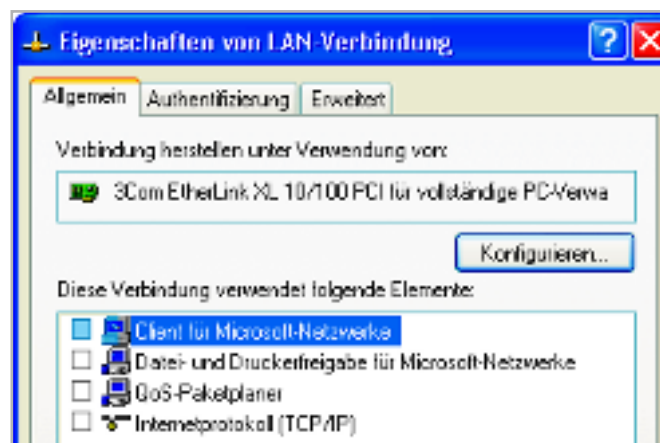 Eigenschaften von LAN-Verbindung
Allgemein Authentifizierung Erweitert
Verbindung herstellen unter Verwendung von:
3Com EtherLink XL 10/100 PCI für vollständige PC-Verwa
Konfigurieren...
Diese Verbindung verwendet folgende Elemente:
Client für Microsoft-Netzwerke
Datei- und Druckerfreigabe für Microsoft-Netzwerke
QoS-Paketplaner
Internetprotokoll (TCP/IP)